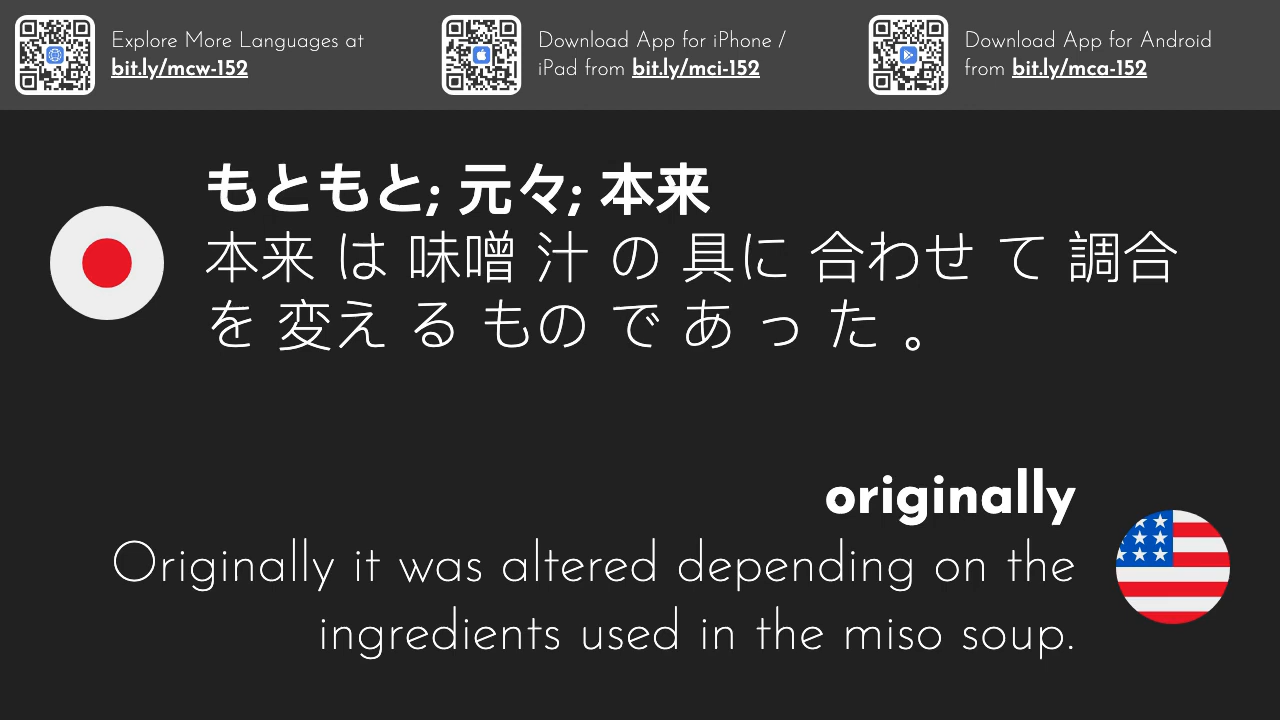 Explore More Languages at
bit.ly/mcw-152
Download App for iPhone /
iPad from bit.ly/mci-152
Download App for Android
from bit.ly/mca-152
もともと; 元々; 本来
本来 は 味噌 汁 の 具に 合わせ て 調合
を 変え る もの で あ っ た 。
originally
Originally it was altered depending on the
ingredients used in the miso soup.